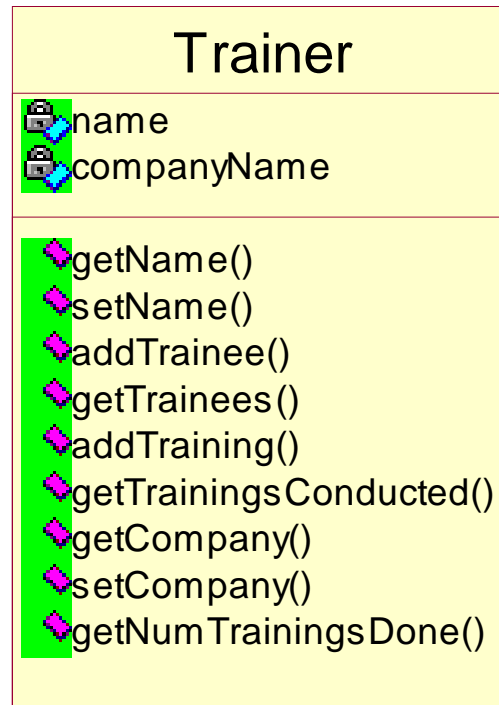 Trainer
name
companyName
getName()
setName()
addTrainee()
getTrainees()
addTraining()
getTrainingsConducted()
getCompany()
setCompany()
getNumTrainingsDone()